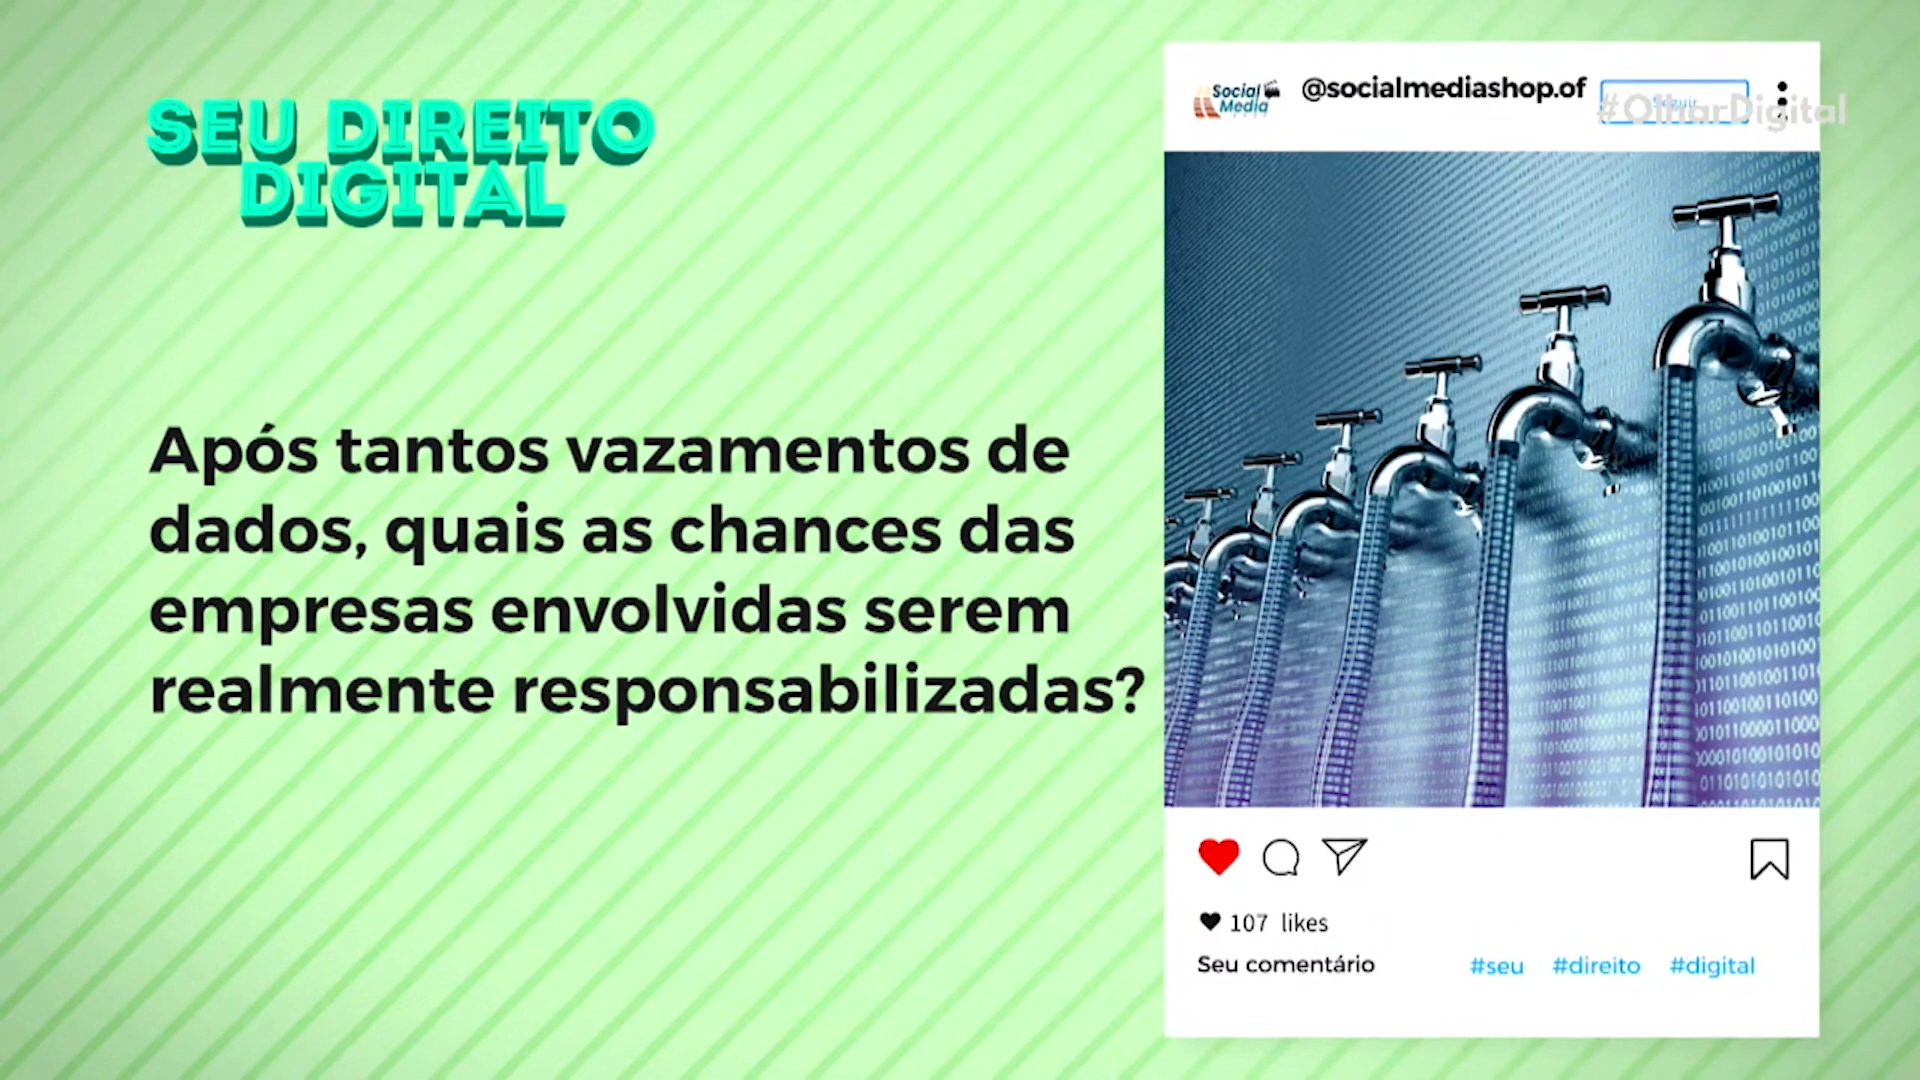 SEU DIREITO
DIGITAL
Após tantos vazamentos de
dados, quais as chances das
empresas envolvidas serem
realmente responsabilizadas?
Social
Media
@socialmediashop.of
#OlharDigital
107 likes
Seu comentário
#seu #direito #digital